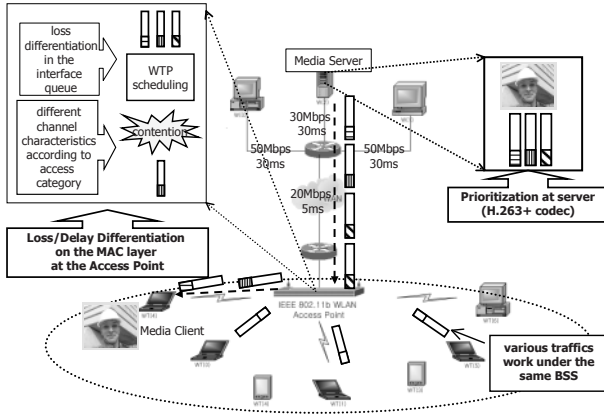 loss
differentiation
in the
interface
queue
WTP
scheduling
different
channel
characteristics
according to
access
category
contention
Loss/Delay Differentiation
on the MAC layer
at the Access Point
Media Server
30Mbps
30ms
50Mbps
30ms
50Mbps
30ms
20Mbps
5ms
Prioritization at server
(H.263+ codec)
IEEE 802.11b WLAN
Access Point
Media Client
various traffics
work under the
same BSS